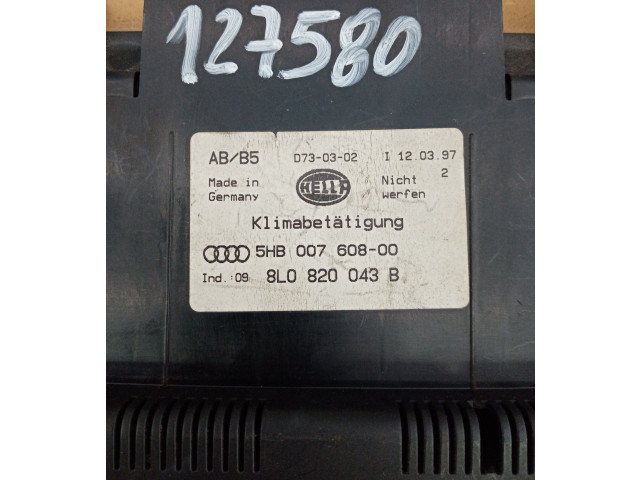 127580
AB/B5 D73-03-02 I 12.03.97
2
Made in Germany HELLA Nicht werfen
Klimabetätigung
5HB 007 608-00
Ind.:09 8L0 820 043 B